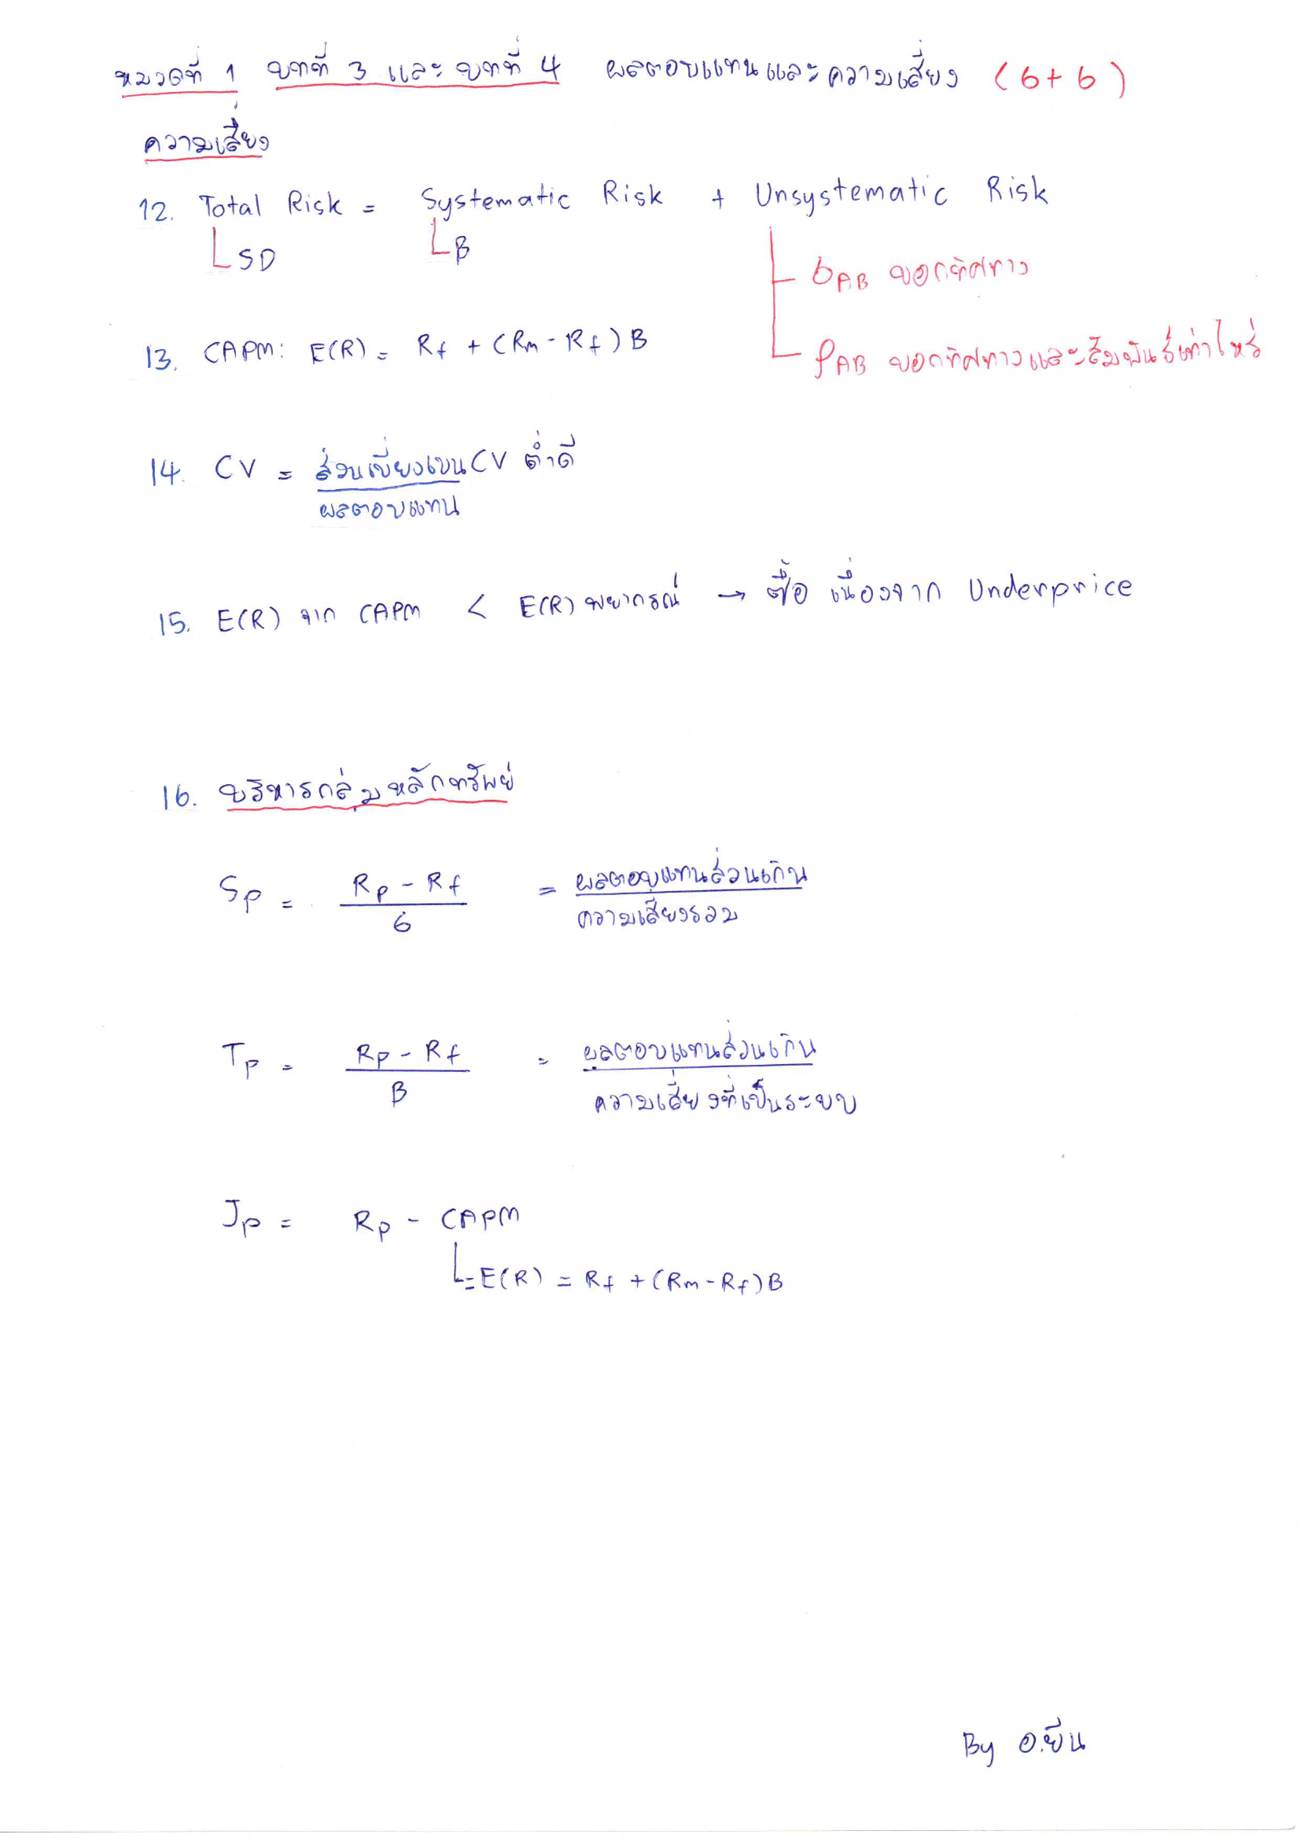 หมวดที่ 1 บทที่ 3 และ บทที่ 4 ผลตอบแทนและความเสี่ยง (6+6)
ความเสี่ยง
12. Total Risk = Systematic Risk + Unsystematic Risk
SD β
σAB บอกทิศทาง
13. CAPM: E(R) = Rf + (Rm - Rf)B
ρAB บอกทิศทางและสัมพันธ์เท่าไหร่
14. CV = ส่วนเบี่ยงเบน CV ต่ำดี
ผลตอบแทน
15. E(R) จาก CAPM < E(R) พยากรณ์ → ซื้อ เนื่องจาก Underprice
16. บริหารกลุ่มหลักทรัพย์
Sp = Rp - Rf = ผลตอบแทนส่วนเกิน
σ ความเสี่ยงรวม
Tp = Rp - Rf = ผลตอบแทนส่วนเกิน
β ความเสี่ยงที่เป็นระบบ
Jp = Rp - CAPM
= E(R) = Rf + (Rm - Rf)B
By อ.ยีน